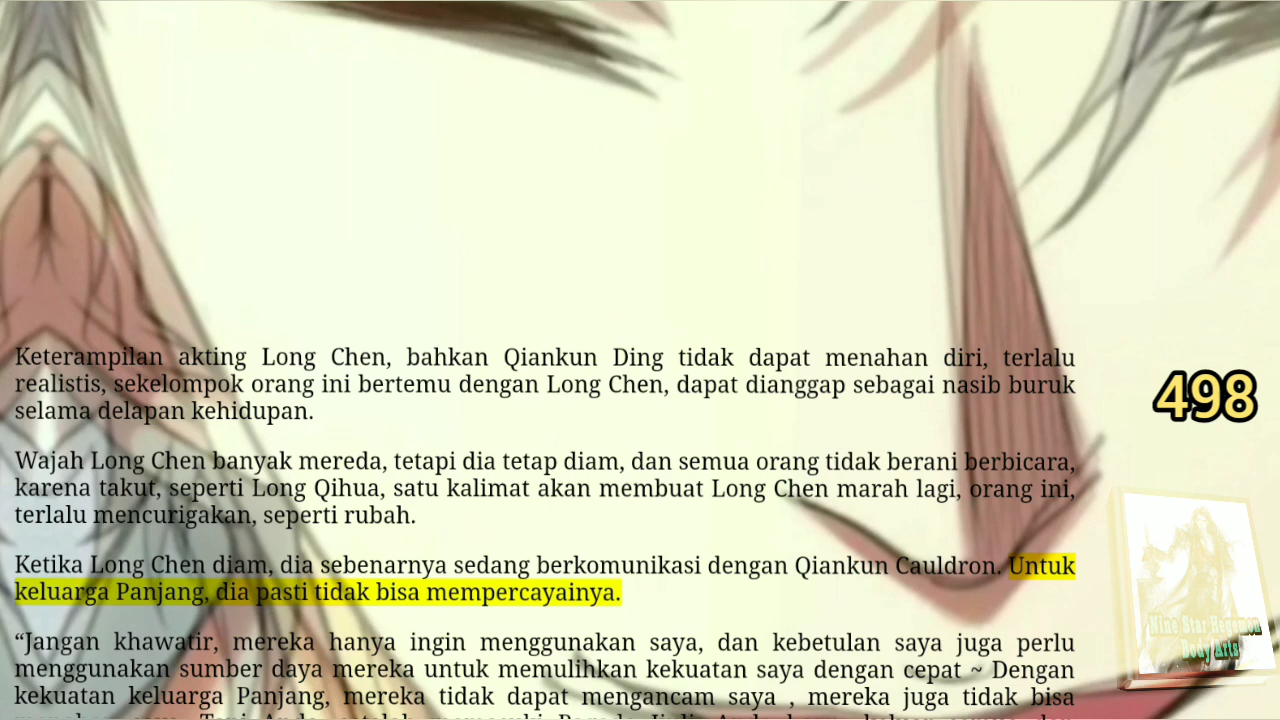 Keterampilan akting Long Chen, bahkan Qiankun Ding tidak dapat menahan diri, terlalu
realistis, sekelompok orang ini bertemu dengan Long Chen, dapat dianggap sebagai nasib buruk
selama delapan kehidupan.
Wajah Long Chen banyak mereda, tetapi dia tetap diam, dan semua orang tidak berani berbicara,
karena takut, seperti Long Qihua, satu kalimat akan membuat Long Chen marah lagi, orang ini,
terlalu mencurigakan, seperti rubah.
Ketika Long Chen diam, dia sebenarnya sedang berkomunikasi dengan Qiankun Cauldron. Untuk
keluarga Panjang, dia pasti tidak bisa mempercayainya.
“Jangan khawatir, mereka hanya ingin menggunakan saya, dan kebetulan saya juga perlu
menggunakan sumber daya mereka untuk memulihkan kekuatan saya dengan cepat ~ Dengan
kekuatan keluarga Panjang, mereka tidak dapat mengancam saya , mereka juga tidak bisa
498
Nine Star Hegemon
Body Arts